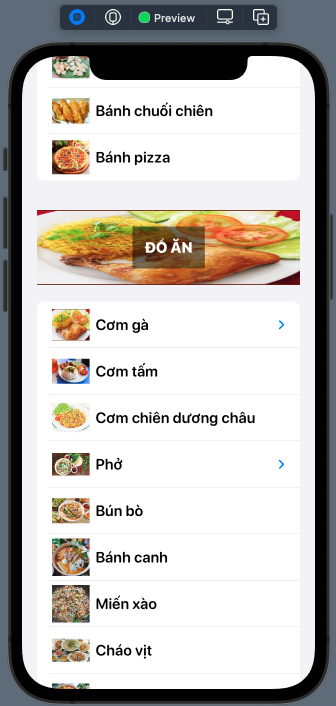 Preview
Bánh chuối chiên
Bánh pizza
ĐỒ ĂN
Cơm gà
Cơm tấm
Cơm chiên dương châu
Phở
Bún bò
Bánh canh
Miến xào
Cháo vịt